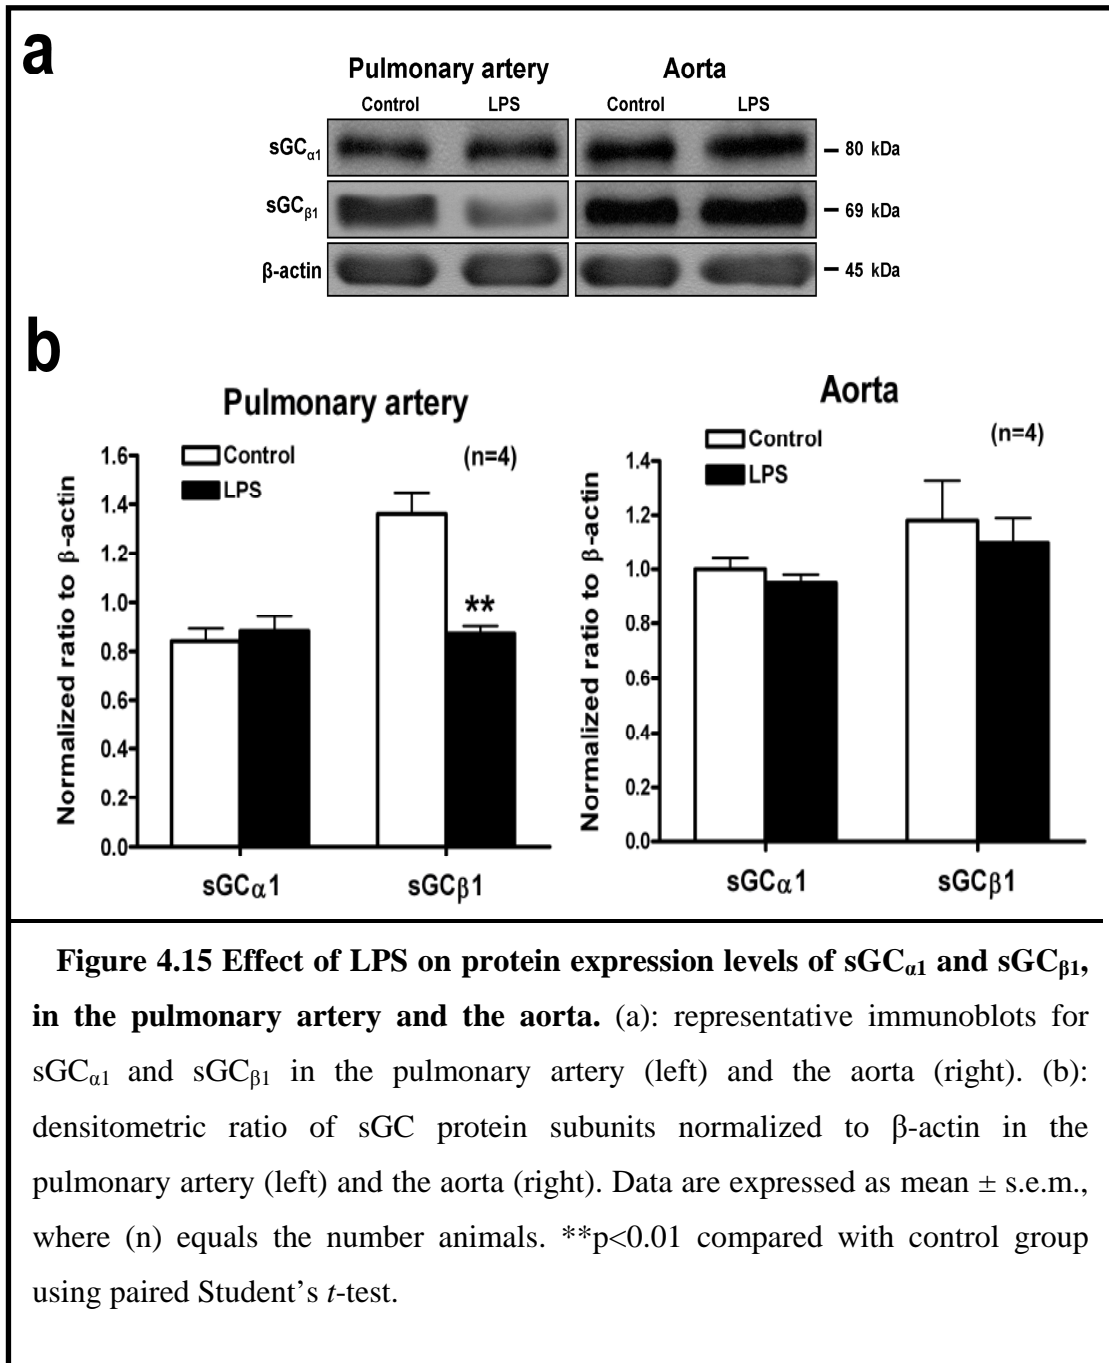 a
Pulmonary artery Aorta
Control LPS Control LPS
sGCα1 – 80 kDa
sGCβ1 – 69 kDa
β-actin – 45 kDa
b
Pulmonary artery
Control
LPS
(n=4)
Normalized ratio to β-actin
1.6
1.4
1.2
1.0
0.8
0.6
0.4
0.2
0.0
**
sGCα1 sGCβ1
Aorta
Control
LPS
(n=4)
Normalized ratio to β-actin
1.4
1.2
1.0
0.8
0.6
0.4
0.2
0.0
sGCα1 sGCβ1
Figure 4.15 Effect of LPS on protein expression levels of sGCα1 and sGCβ1,
in the pulmonary artery and the aorta. (a): representative immunoblots for
sGCα1 and sGCβ1 in the pulmonary artery (left) and the aorta (right). (b):
densitometric ratio of sGC protein subunits normalized to β-actin in the
pulmonary artery (left) and the aorta (right). Data are expressed as mean ± s.e.m.,
where (n) equals the number animals. **p<0.01 compared with control group
using paired Student’s t-test.